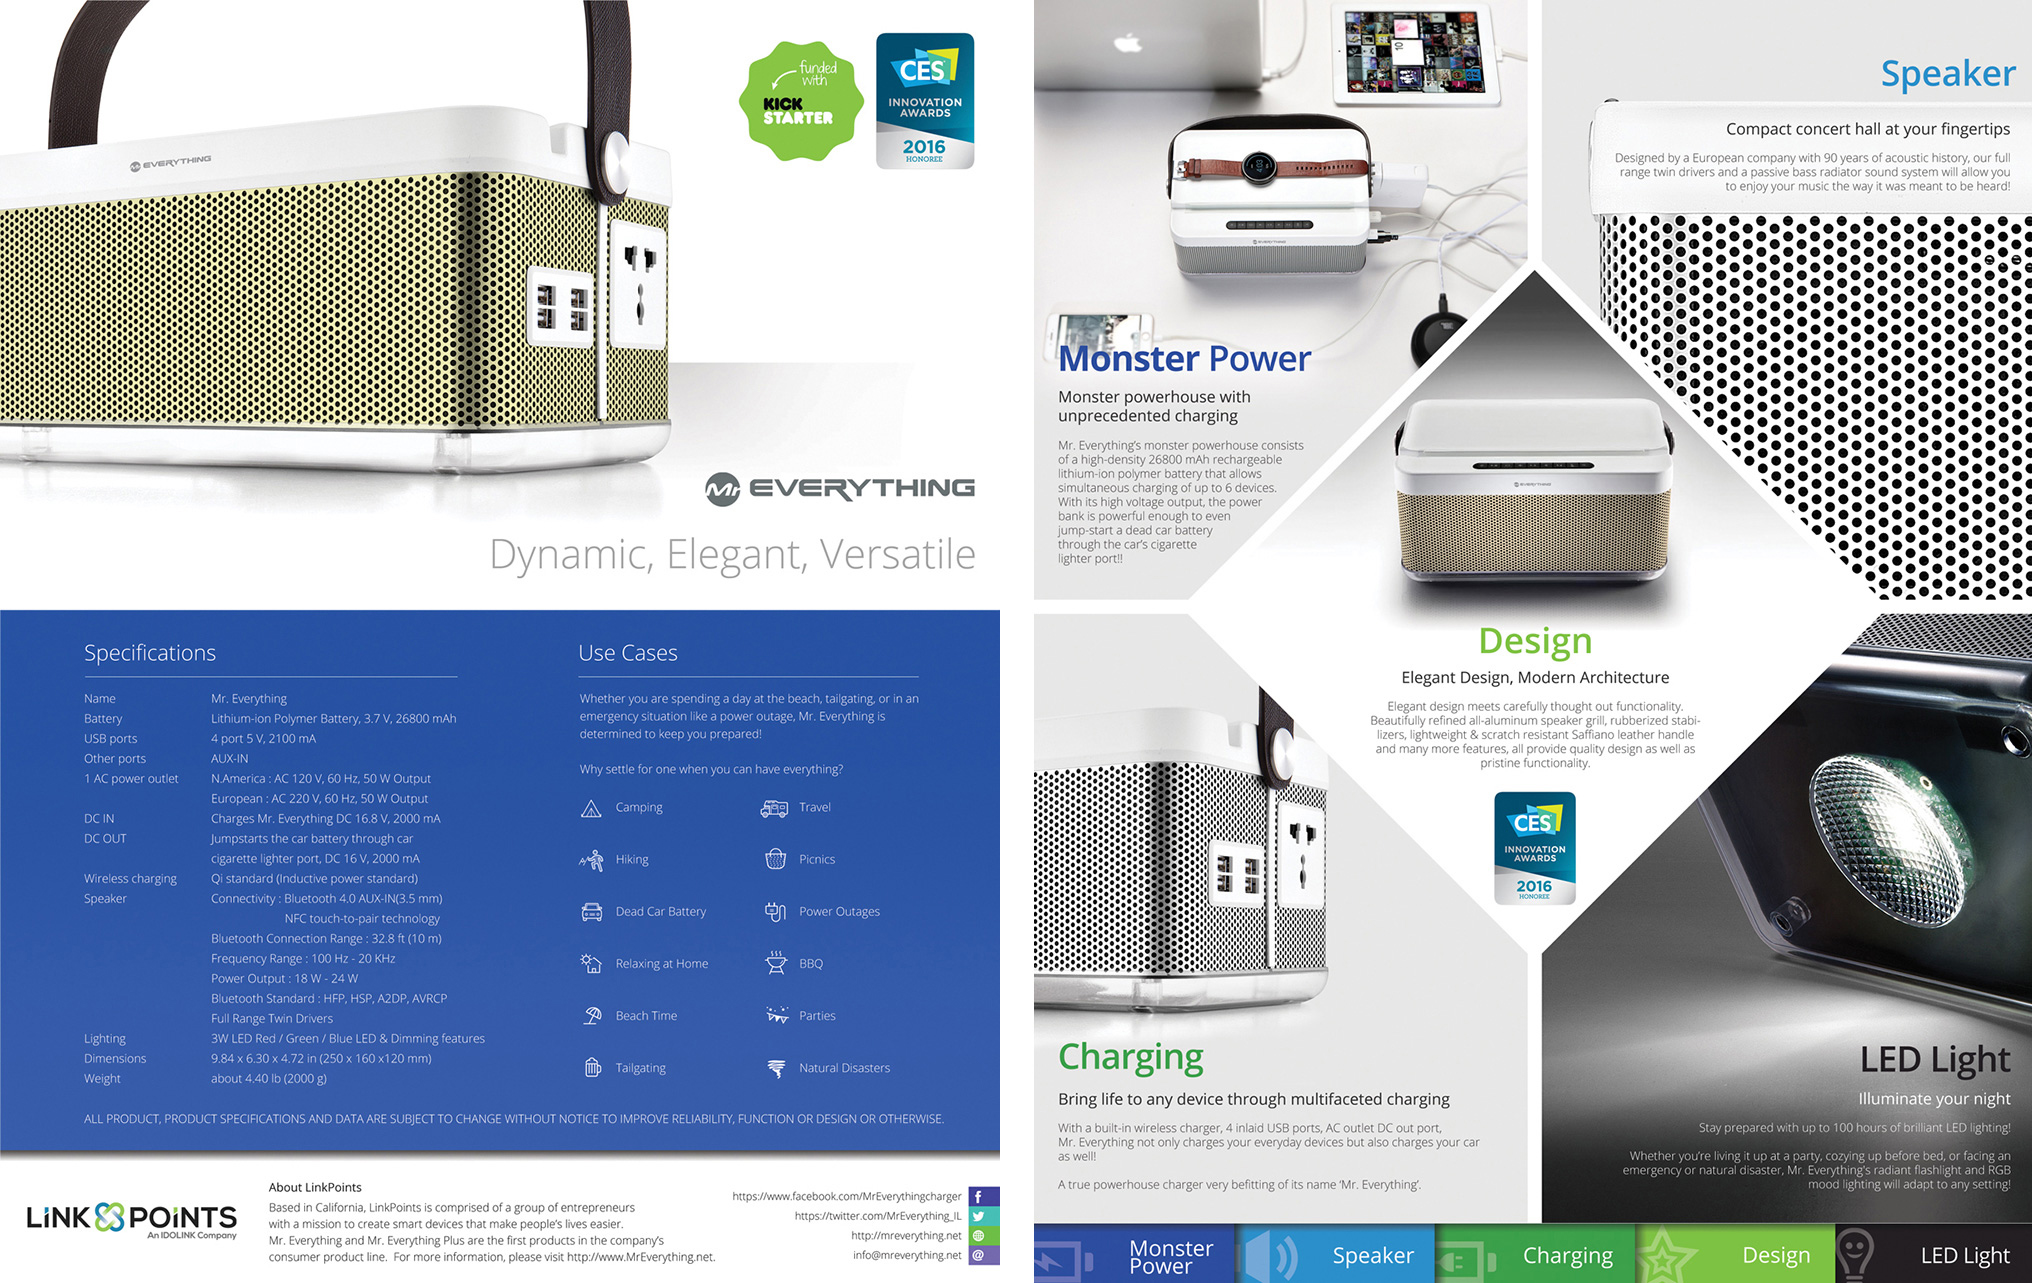 EVERYTHING
funded
with
KICK
STARTER
CES
INNOVATION
AWARDS
2016
HONOREE
Mr EVERYTHING
Dynamic, Elegant, Versatile
Specifications
Name Mr. Everything
Battery Lithium-ion Polymer Battery, 3.7 V, 26800 mAh
USB ports 4 port 5 V, 2100 mA
Other ports AUX-IN
1 AC power outlet N.America : AC 120 V, 60 Hz, 50 W Output
European : AC 220 V, 60 Hz, 50 W Output
DC IN Charges Mr. Everything DC 16.8 V, 2000 mA
DC OUT Jumpstarts the car battery through car
cigarette lighter port, DC 16 V, 2000 mA
Wireless charging Qi standard (Inductive power standard)
Speaker Connectivity : Bluetooth 4.0 AUX-IN(3.5 mm)
NFC touch-to-pair technology
Bluetooth Connection Range : 32.8 ft (10 m)
Frequency Range : 100 Hz - 20 KHz
Power Output : 18 W - 24 W
Bluetooth Standard : HFP, HSP, A2DP, AVRCP
Full Range Twin Drivers
Lighting 3W LED Red / Green / Blue LED & Dimming features
Dimensions 9.84 x 6.30 x 4.72 in (250 x 160 x120 mm)
Weight about 4.40 lb (2000 g)
Use Cases
Whether you are spending a day at the beach, tailgating, or in an
emergency situation like a power outage, Mr. Everything is
determined to keep you prepared!
Why settle for one when you can have everything?
Camping Travel
Hiking Picnics
Dead Car Battery Power Outages
Relaxing at Home BBQ
Beach Time Parties
Tailgating Natural Disasters
ALL PRODUCT, PRODUCT SPECIFICATIONS AND DATA ARE SUBJECT TO CHANGE WITHOUT NOTICE TO IMPROVE RELIABILITY, FUNCTION OR DESIGN OR OTHERWISE.
LiNK POiNTS
An IDOLINK Company
About LinkPoints
Based in California, LinkPoints is comprised of a group of entrepreneurs
with a mission to create smart devices that make people's lives easier.
Mr. Everything and Mr. Everything Plus are the first products in the company's
consumer product line. For more information, please visit http://www.MrEverything.net.
https://www.facebook.com/MrEverythingcharger
https://twitter.com/MrEverything_IL
http://mreverything.net
info@mreverything.net
EVERYTHING
Monster Power
Monster powerhouse with
unprecedented charging
Mr. Everything's monster powerhouse consists
of a high-density 26800 mAh rechargeable
lithium-ion polymer battery that allows
simultaneous charging of up to 6 devices.
With its high voltage output, the power
bank is powerful enough to even
jump-start a dead car battery
through the car's cigarette
lighter port!!
Speaker
Compact concert hall at your fingertips
Designed by a European company with 90 years of acoustic history, our full
range twin drivers and a passive bass radiator sound system will allow you
to enjoy your music the way it was meant to be heard!
EVERYTHING
Design
Elegant Design, Modern Architecture
Elegant design meets carefully thought out functionality.
Beautifully refined all-aluminum speaker grill, rubberized stabi-
lizers, lightweight & scratch resistant Saffiano leather handle
and many more features, all provide quality design as well as
pristine functionality.
CES
INNOVATION
AWARDS
2016
HONOREE
Charging
Bring life to any device through multifaceted charging
With a built-in wireless charger, 4 inlaid USB ports, AC outlet DC out port,
Mr. Everything not only charges your everyday devices but also charges your car
as well!
A true powerhouse charger very befitting of its name 'Mr. Everything'.
LED Light
Illuminate your night
Stay prepared with up to 100 hours of brilliant LED lighting!
Whether you're living it up at a party, cozying up before bed, or facing an
emergency or natural disaster, Mr. Everything's radiant flashlight and RGB
mood lighting will adapt to any setting!
Monster
Power
Speaker
Charging
Design
LED Light